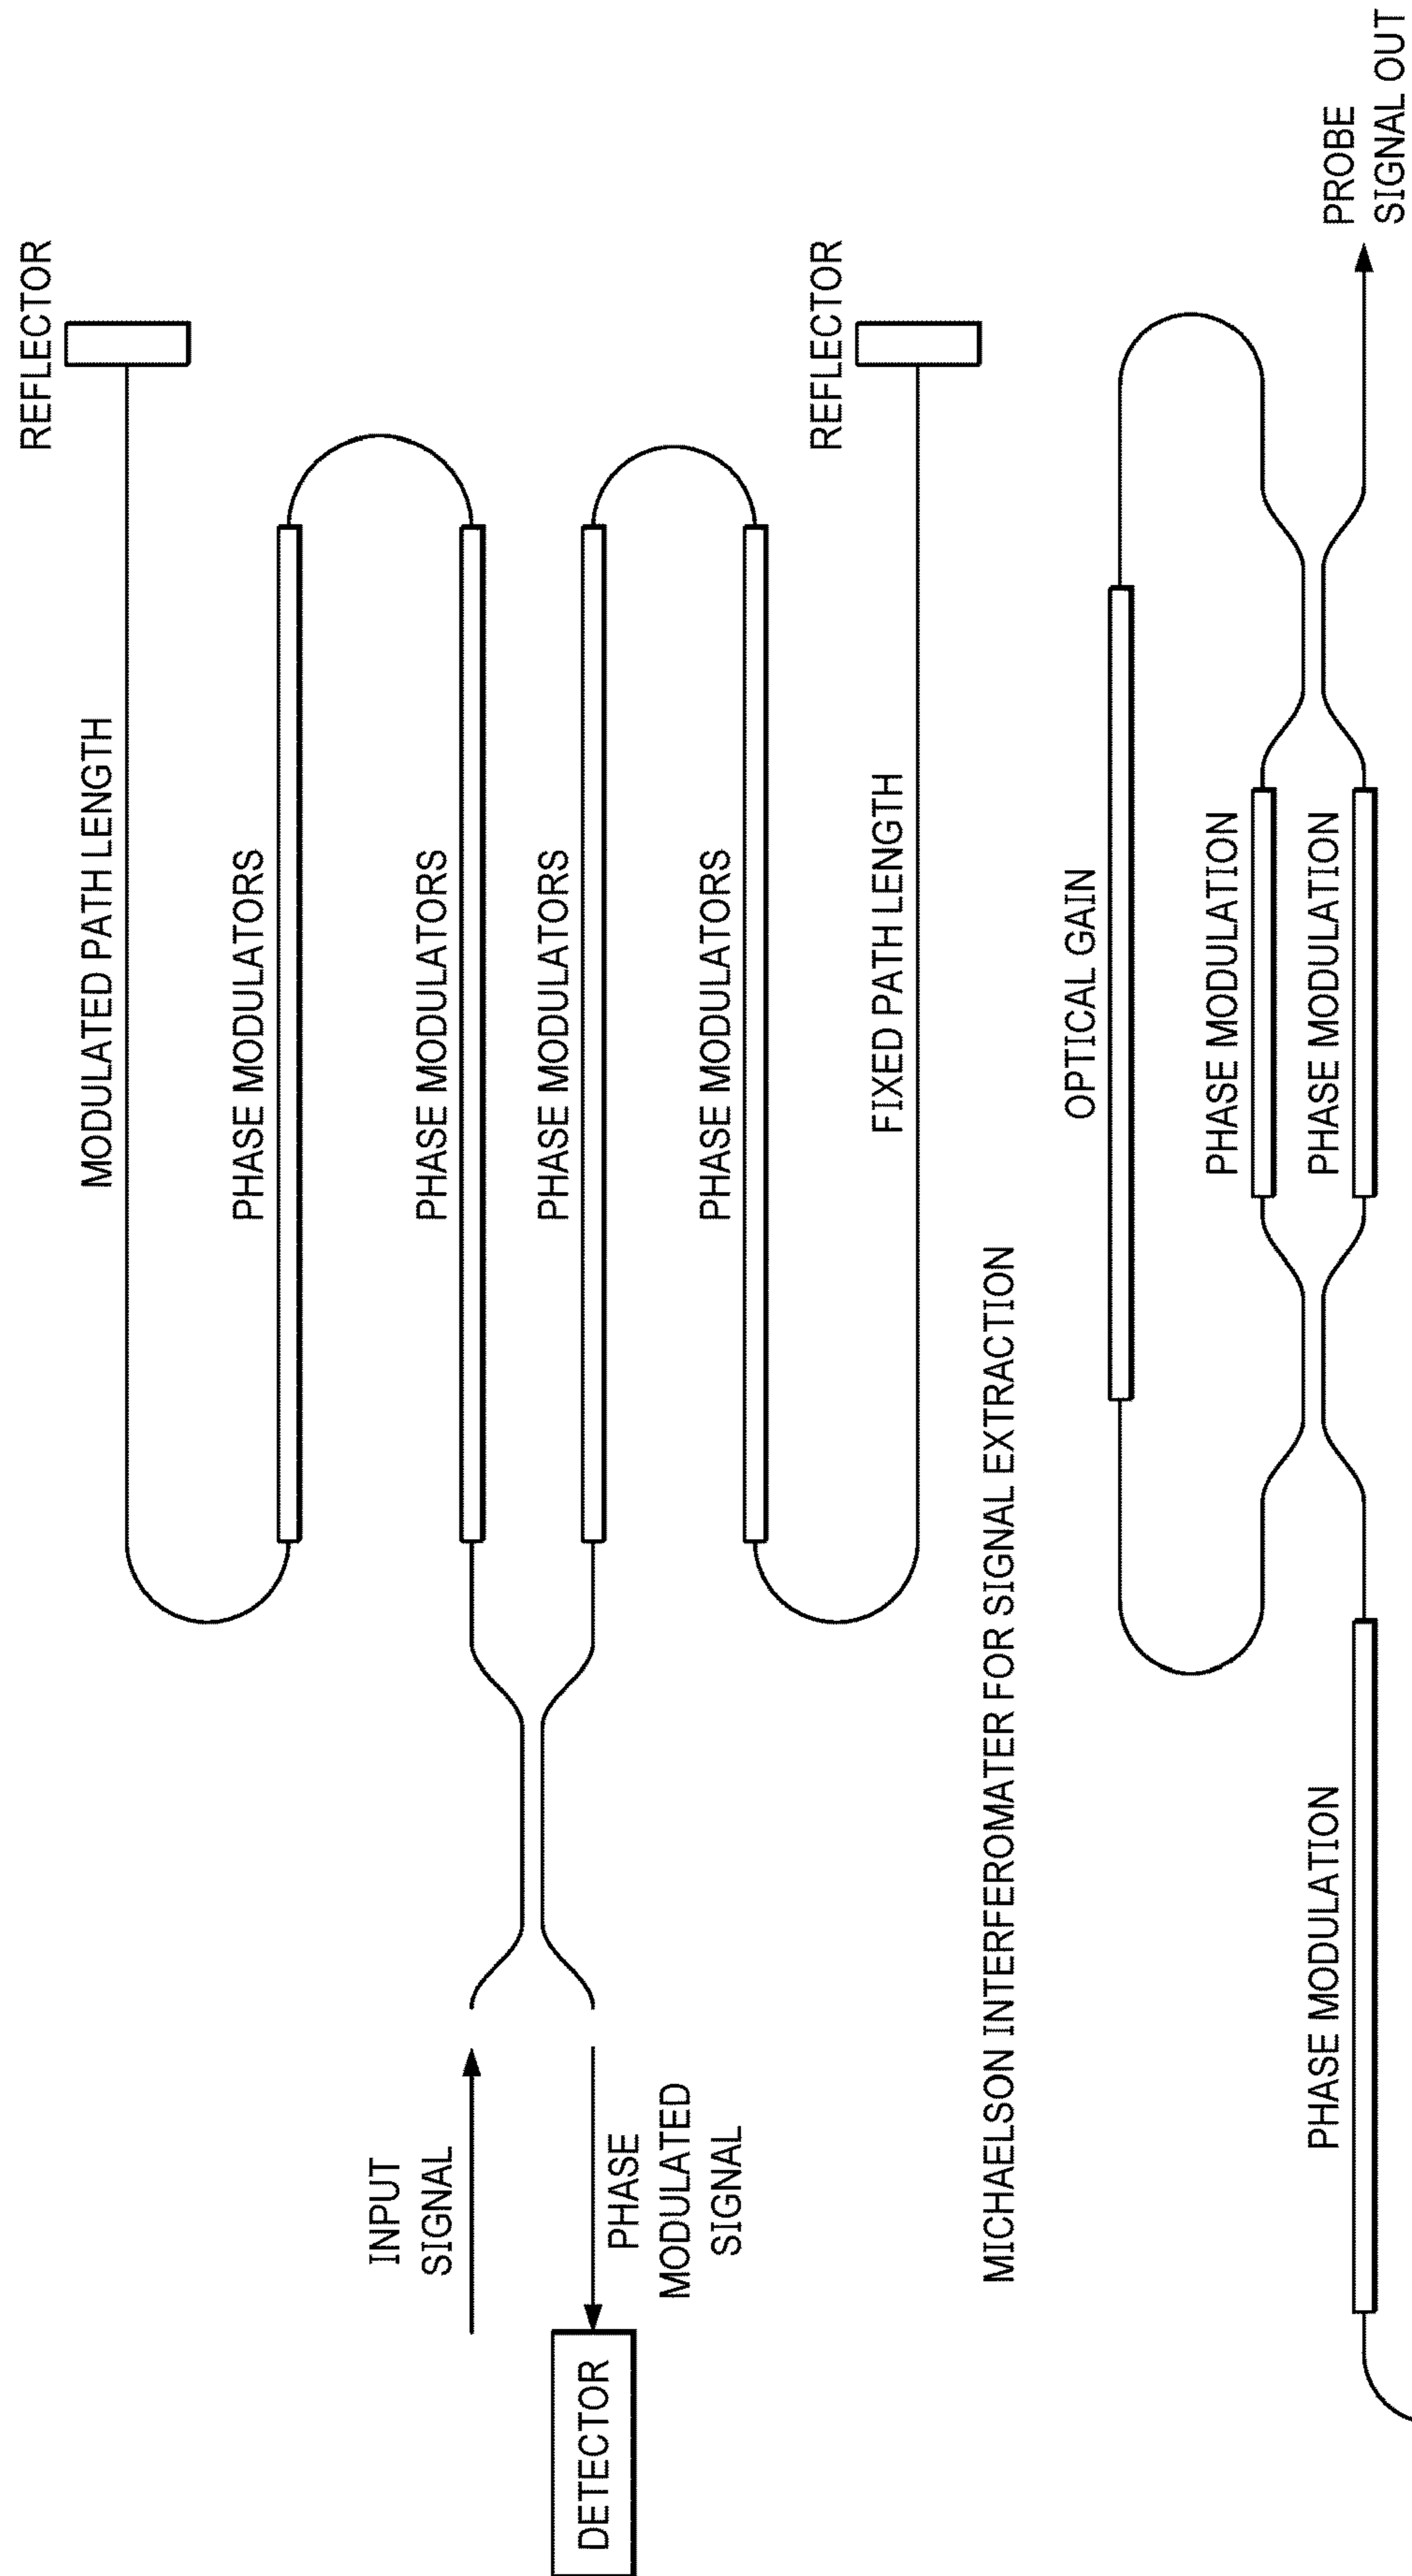 REFLECTOR
MODULATED PATH LENGTH
PHASE MODULATORS
INPUT
SIGNAL
PHASE MODULATORS
PHASE MODULATORS
DETECTOR
PHASE
MODULATED
SIGNAL
PHASE MODULATORS
REFLECTOR
FIXED PATH LENGTH
MICHAELSON INTERFEROMATER FOR SIGNAL EXTRACTION
OPTICAL GAIN
PHASE MODULATION
PHASE MODULATION
PHASE MODULATION
PROBE
SIGNAL OUT